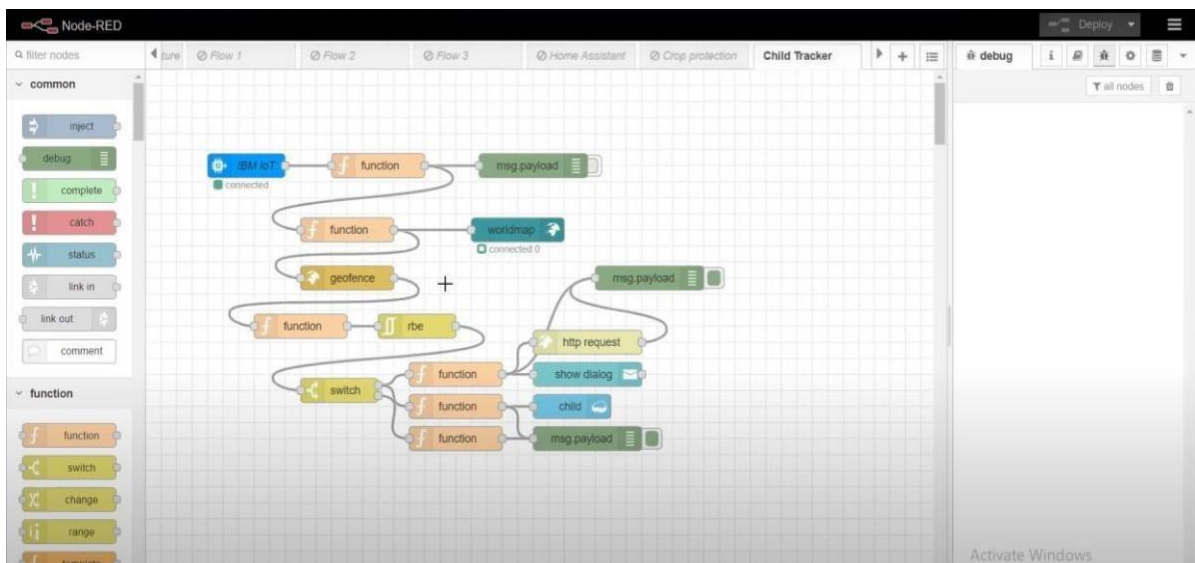 Node-RED
Deploy
filter nodes
ture
Flow 1
Flow 2
Flow 3
Home Assistant
Crop protection
Child Tracker
debug
i
all nodes
common
inject
debug
complete
catch
status
link in
link out
comment
function
function
switch
change
range
template
IBM IoT
connected
function
msg.payload
function
worldmap
connected 0
geofence
msg.payload
function
rbe
http request
switch
function
show dialog
function
child
function
msg.payload
Activate Windows